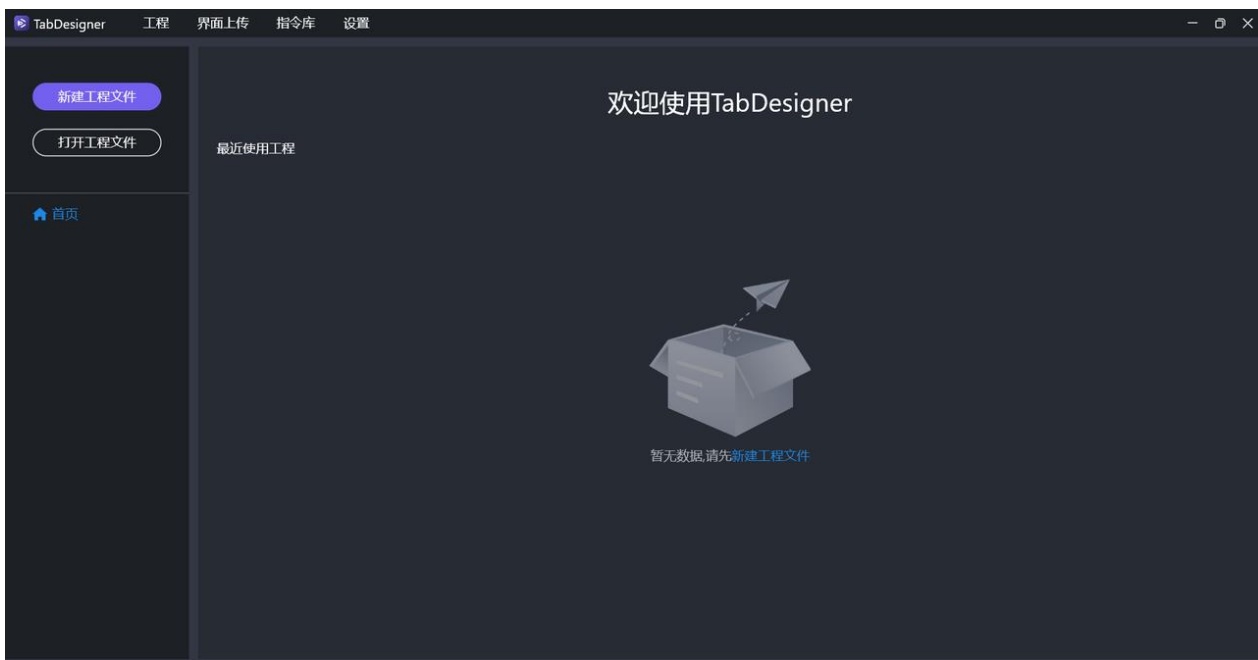 TabDesigner 工程 界面上传 指令库 设置
新建工程文件
打开工程文件
首页
欢迎使用TabDesigner
最近使用工程
暂无数据,请先新建工程文件